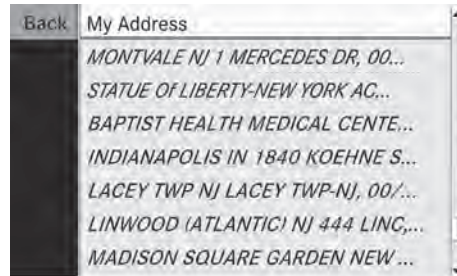 Back My Address
MONTVALE NJ 1 MERCEDES DR, 00...
STATUE Of LIBERTY-NEW YORK AC...
BAPTIST HEALTH MEDICAL CENTE...
INDIANAPOLIS IN 1840 KOEHNE S...
LACEY TWP NJ LACEY TWP-NJ, 00/...
LINWOOD (ATLANTIC) NJ 444 LINC,...
MADISON SQUARE GARDEN NEW ...